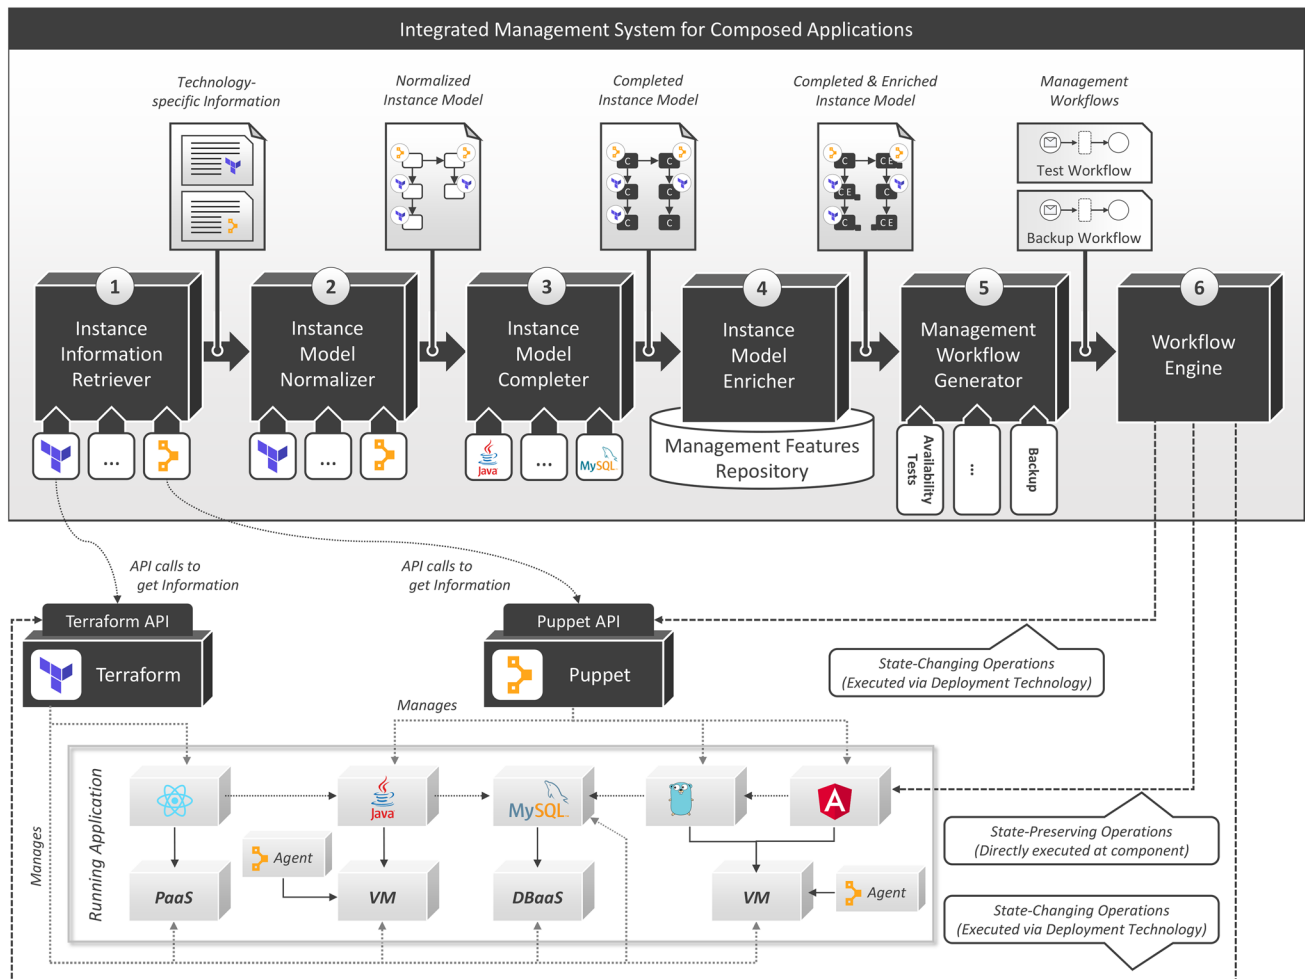 Integrated Management System for Composed Applications
Technology-
specific Information
Normalized
Instance Model
Completed
Instance Model
Completed & Enriched
Instance Model
Management
Workflows
C
C
C
C
C
C
C
C E
C E
C
C
C E
Test Workflow
Backup Workflow
1
Instance
Information
Retriever
2
Instance
Model
Normalizer
3
Instance
Model
Completer
4
Instance
Model
Enricher
5
Management
Workflow
Generator
6
Workflow
Engine
...
...
Java
...
MySQL
Management Features
Repository
Availability
Tests
...
Backup
API calls to
get Information
API calls to
get Information
Terraform API
Terraform
Puppet API
Puppet
State-Changing Operations
(Executed via Deployment Technology)
Manages
Manages
Running Application
Java
MySQL
A
Agent
PaaS
VM
DBaaS
VM
Agent
State-Preserving Operations
(Directly executed at component)
State-Changing Operations
(Executed via Deployment Technology)